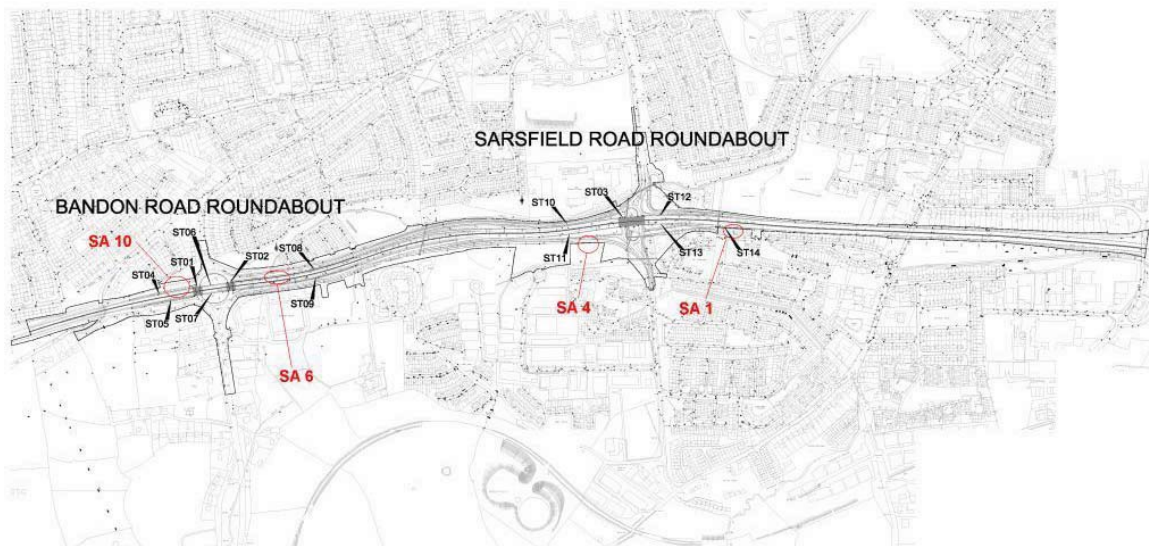 SARSFIELD ROAD ROUNDABOUT
BANDON ROAD ROUNDABOUT
ST03
ST12
ST10
ST06
SA 10
ST02
ST08
ST01
ST04
ST11
ST13
ST14
ST09
ST05
ST07
SA 4
SA 1
SA 6